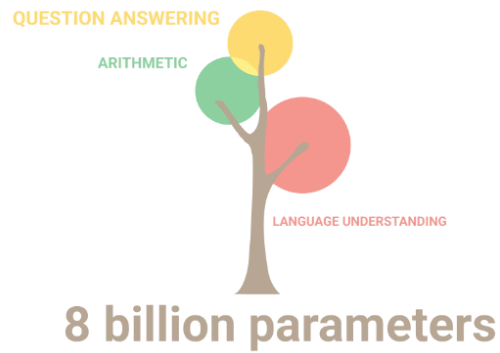 QUESTION ANSWERING
ARITHMETIC
LANGUAGE UNDERSTANDING
8 billion parameters